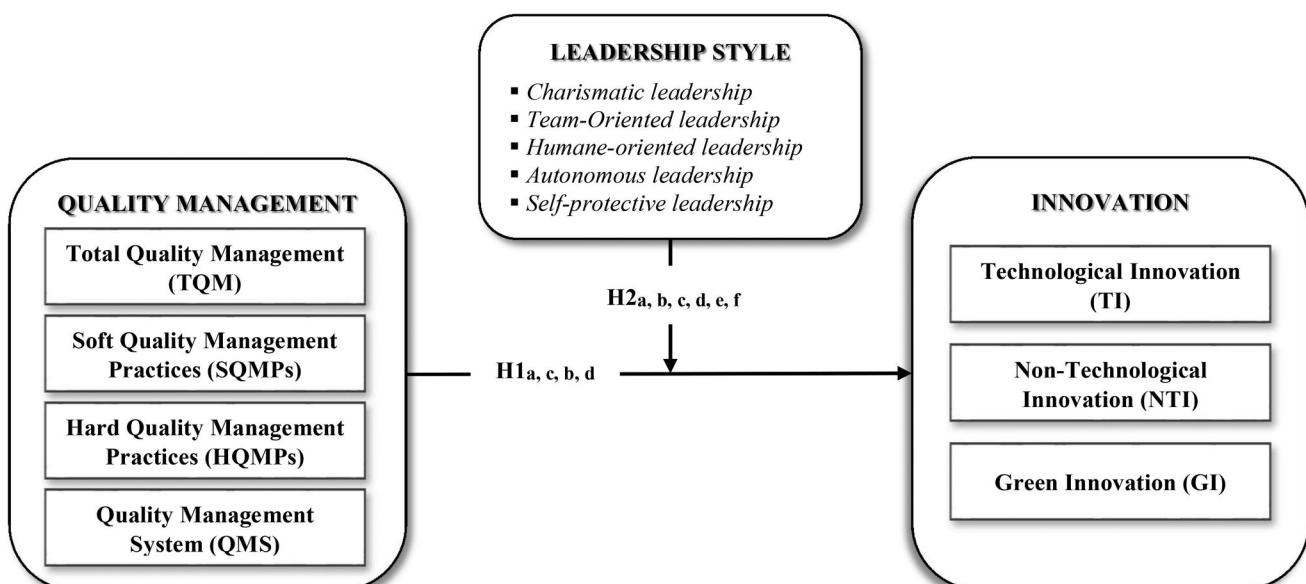 LEADERSHIP STYLE
▪ Charismatic leadership
▪ Team-Oriented leadership
▪ Humane-oriented leadership
▪ Autonomous leadership
▪ Self-protective leadership
QUALITY MANAGEMENT
Total Quality Management
(TQM)
Soft Quality Management
Practices (SQMPs)
Hard Quality Management
Practices (HQMPs)
Quality Management
System (QMS)
H2a, b, c, d, e, f
H1a, c, b, d
INNOVATION
Technological Innovation
(TI)
Non-Technological
Innovation (NTI)
Green Innovation (GI)